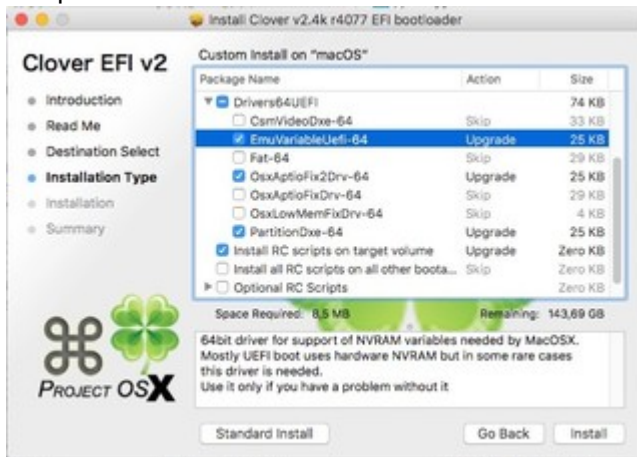 Install Clover v2.4k r4077 EFI bootloader
Clover EFI v2
Introduction
Read Me
Destination Select
Installation Type
Installation
Summary
PROJECT OSX
Custom Install on "macOS"
Package Name Action Size
Drivers64UEFI 74 KB
CsmVideoDxe-64 Skip 33 KB
EmuVariableUefi-64 Upgrade 25 KB
Fat-64 Skip 29 KB
OsxAptioFix2Drv-64 Upgrade 25 KB
OsxAptioFixDrv-64 Skip 29 KB
OsxLowMemFixDrv-64 Skip 4 KB
PartitionDxe-64 Upgrade 25 KB
Install RC scripts on target volume Upgrade Zero KB
Install all RC scripts on all other boota... Skip Zero KB
Optional RC Scripts Zero KB
Space Required: 8,5 MB Remaining: 143,69 GB
64bit driver for support of NVRAM variables needed by MacOSX.
Mostly UEFI boot uses hardware NVRAM but in some rare cases
this driver is needed.
Use it only if you have a problem without it
Standard Install Go Back Install